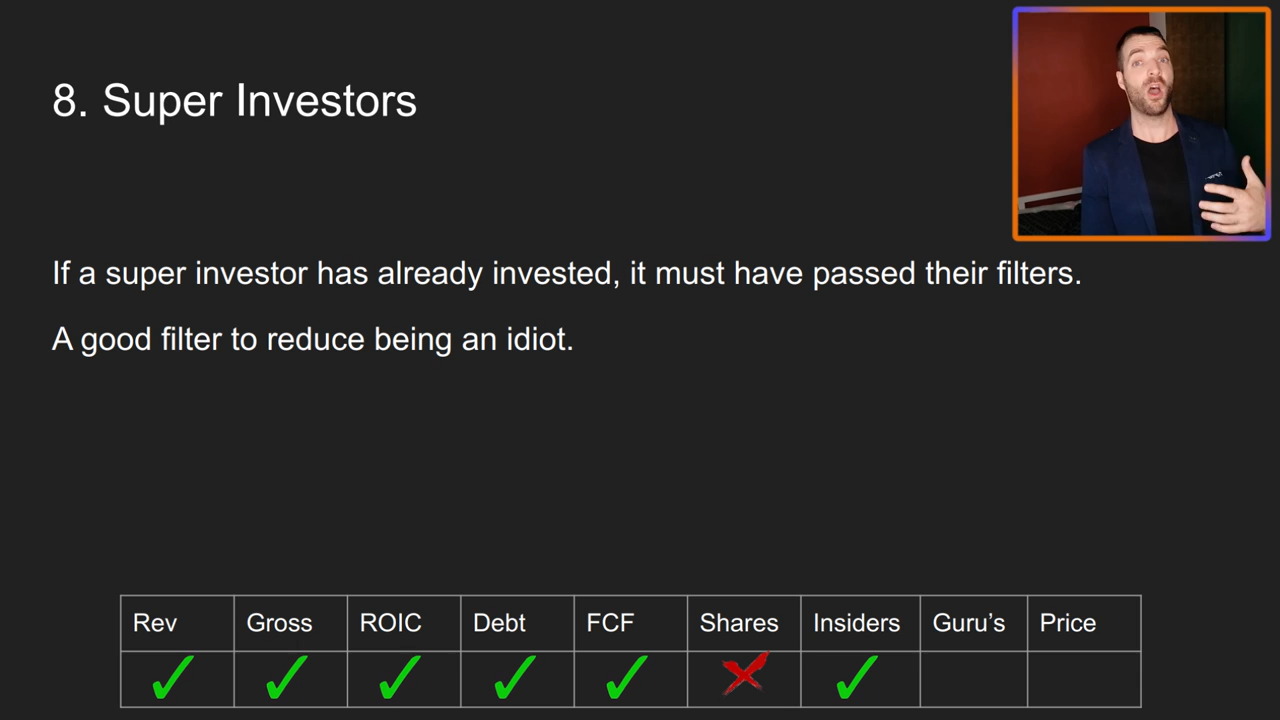 8. Super Investors
If a super investor has already invested, it must have passed their filters.
A good filter to reduce being an idiot.
Rev Gross ROIC Debt FCF Shares Insiders Guru's Price